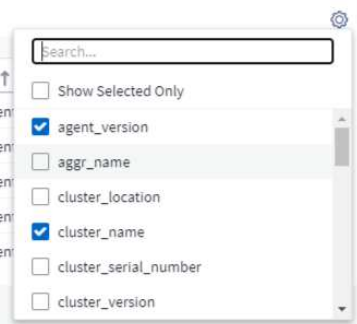 Search...
Show Selected Only
agent_version
aggr_name
cluster_location
cluster_name
cluster_serial_number
cluster_version